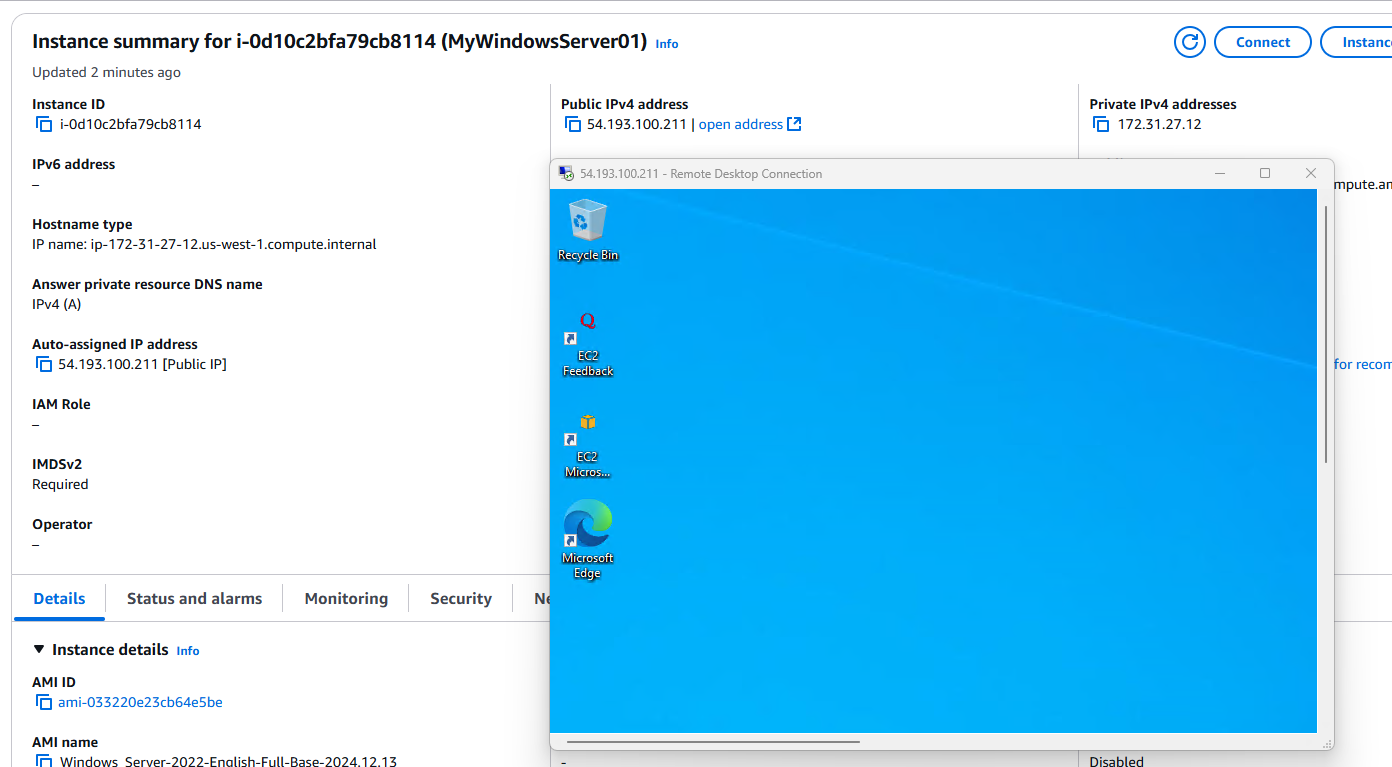 Instance summary for i-0d10c2bfa79cb8114 (MyWindowsServer01) Info
Connect
Updated 2 minutes ago
Instance ID
i-0d10c2bfa79cb8114
Public IPv4 address
54.193.100.211 | open address
Private IPv4 addresses
172.31.27.12
IPv6 address
–
Hostname type
IP name: ip-172-31-27-12.us-west-1.compute.internal
Answer private resource DNS name
IPv4 (A)
Auto-assigned IP address
54.193.100.211 [Public IP]
for recom
IAM Role
–
IMDSv2
Required
Operator
–
54.193.100.211 - Remote Desktop Connection
Recycle Bin
EC2
Feedback
EC2
Micros...
Microsoft
Edge
Details
Status and alarms
Monitoring
Security
Instance details Info
AMI ID
ami-033220e23cb64e5be
AMI name
Windows_Server-2022-English-Full-Base-2024.12.13
-
Disabled